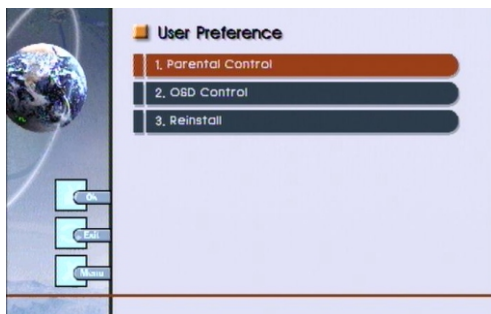 User Preference
1. Parental Control
2. OSD Control
3. Reinstall
Ok
Exit
Menu